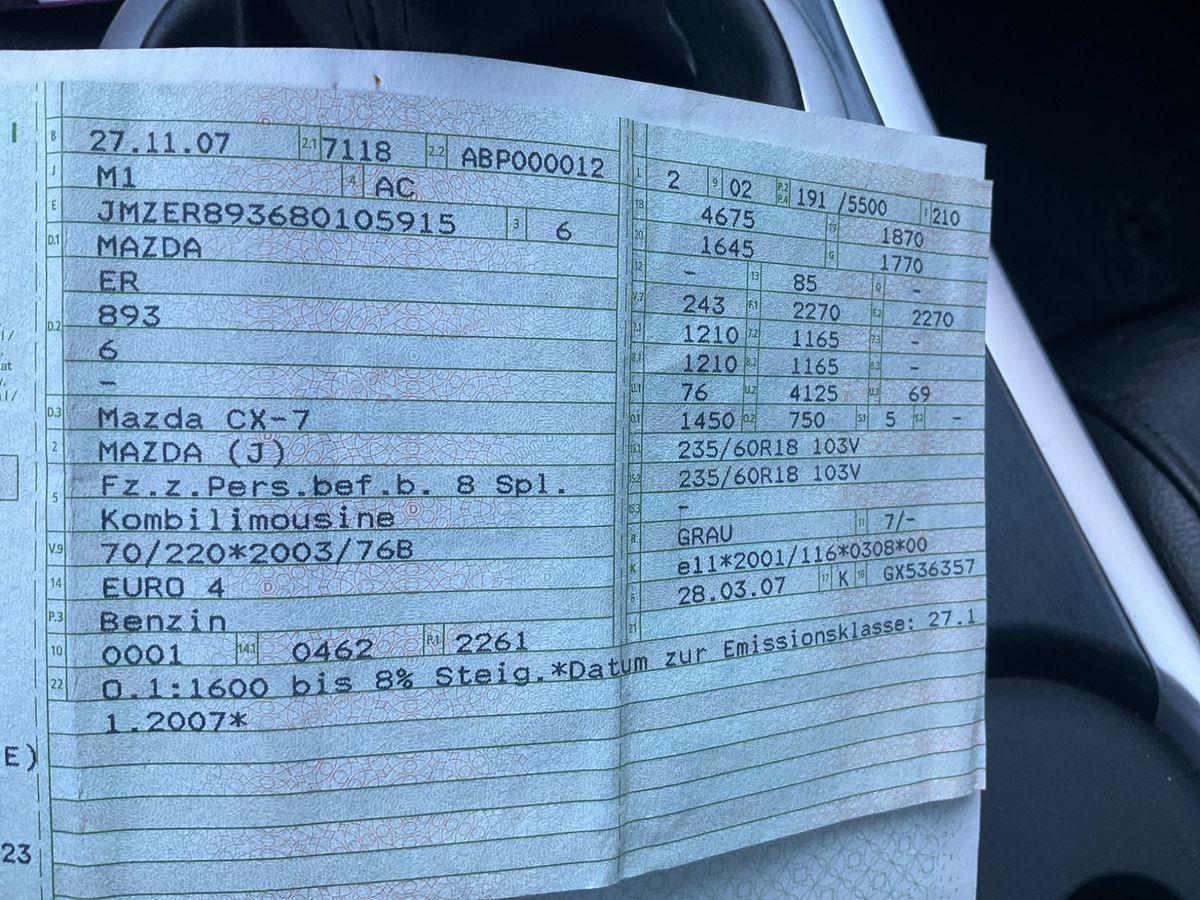 B 27.11.07 2.1 7118 2.2 ABP000012
J M1 4 AC
E JMZER893680105915 3 6
D.1 MAZDA
ER
D.2 893
6
-
D.3 Mazda CX-7
2 MAZDA (J)
5 Fz.z.Pers.bef.b. 8 Spl.
Kombilimousine
V.9 70/220*2003/76B
14 EURO 4
P.3 Benzin
10 0001 14.1 0462 P.1 2261
22 O.1:1600 bis 8% Steig.*Datum zur Emissionsklasse: 27.1
1.2007*
L 2 9 02 P.2 P.4 191 /5500 T 210
18 4675 19 1870
20 1645 G 1770
12 - 13 85 Q -
V.7 243 F.1 2270 F.2 2270
7.1 1210 7.2 1165 7.3 -
8.1 1210 8.2 1165 8.3 -
U.1 76 U.2 4125 U.3 69
O.1 1450 O.2 750 S.1 5 S.2 -
15.1 235/60R18 103V
15.2 235/60R18 103V
15.3 -
R GRAU 11 7/-
K e11*2001/116*0308*00
6 28.03.07 17 K 16 GX536357
21
E)
23